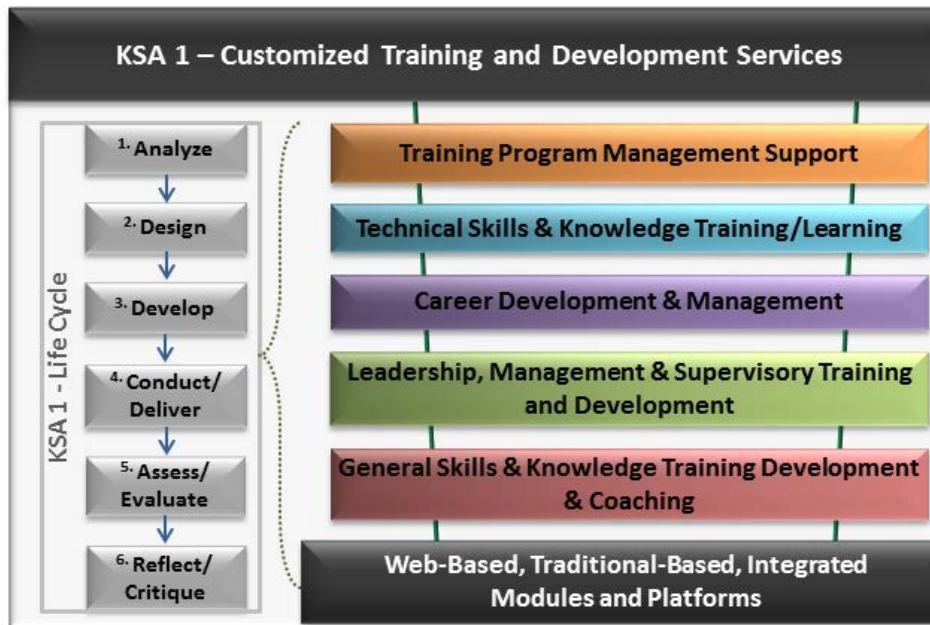 KSA 1 – Customized Training and Development Services
KSA 1 - Life Cycle
1. Analyze
2. Design
3. Develop
4. Conduct/
Deliver
5. Assess/
Evaluate
6. Reflect/
Critique
Training Program Management Support
Technical Skills & Knowledge Training/Learning
Career Development & Management
Leadership, Management & Supervisory Training
and Development
General Skills & Knowledge Training Development
& Coaching
Web-Based, Traditional-Based, Integrated
Modules and Platforms